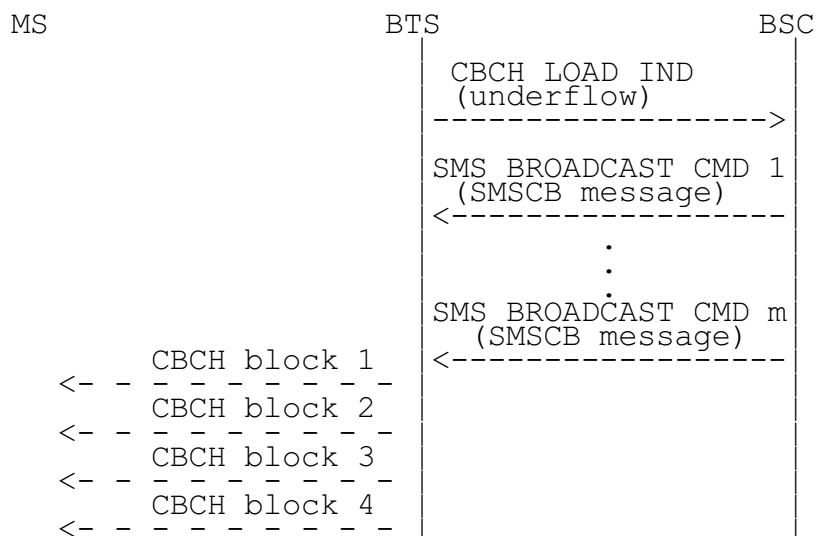 MS BTS BSC
CBCH LOAD IND
(underflow)
SMS BROADCAST CMD 1
(SMSCB message)
.
.
.
SMS BROADCAST CMD m
(SMSCB message)
CBCH block 1
CBCH block 2
CBCH block 3
CBCH block 4